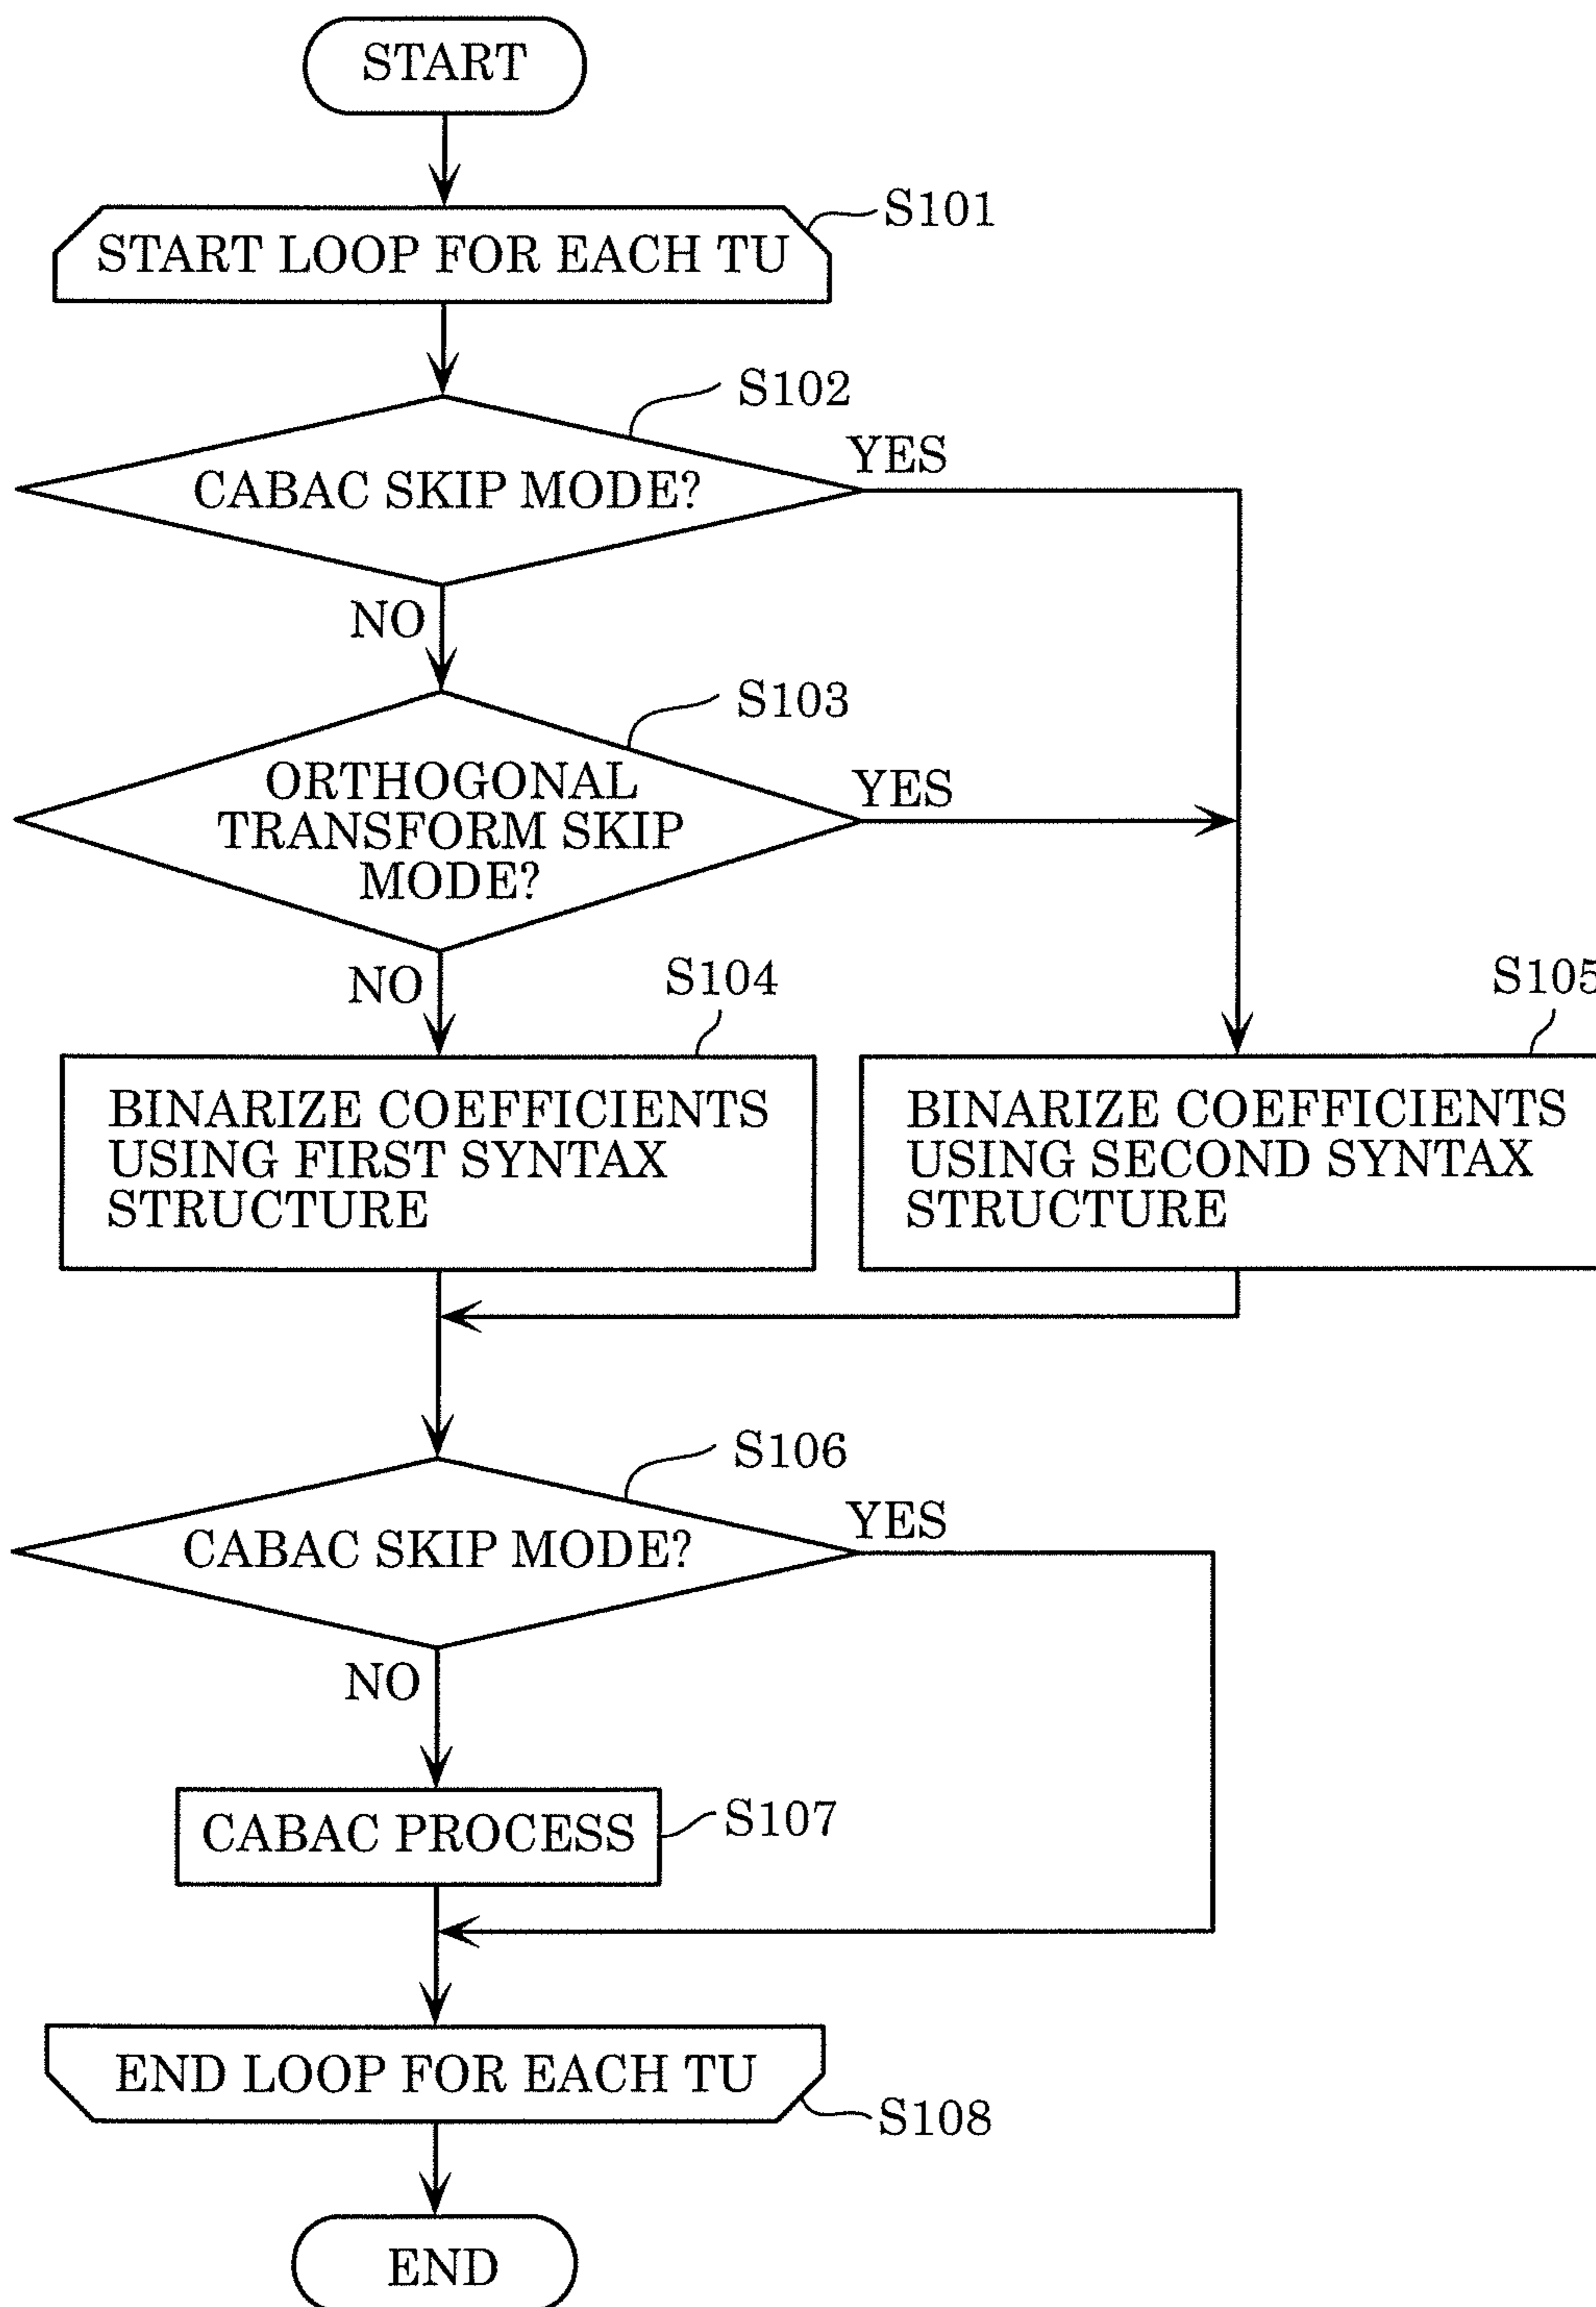 START
START LOOP FOR EACH TU
S101
CABAC SKIP MODE?
S102
YES
NO
ORTHOGONAL
TRANSFORM SKIP
MODE?
S103
YES
NO
S104
BINARIZE COEFFICIENTS
USING FIRST SYNTAX
STRUCTURE
S105
BINARIZE COEFFICIENTS
USING SECOND SYNTAX
STRUCTURE
CABAC SKIP MODE?
S106
YES
NO
CABAC PROCESS
S107
END LOOP FOR EACH TU
S108
END